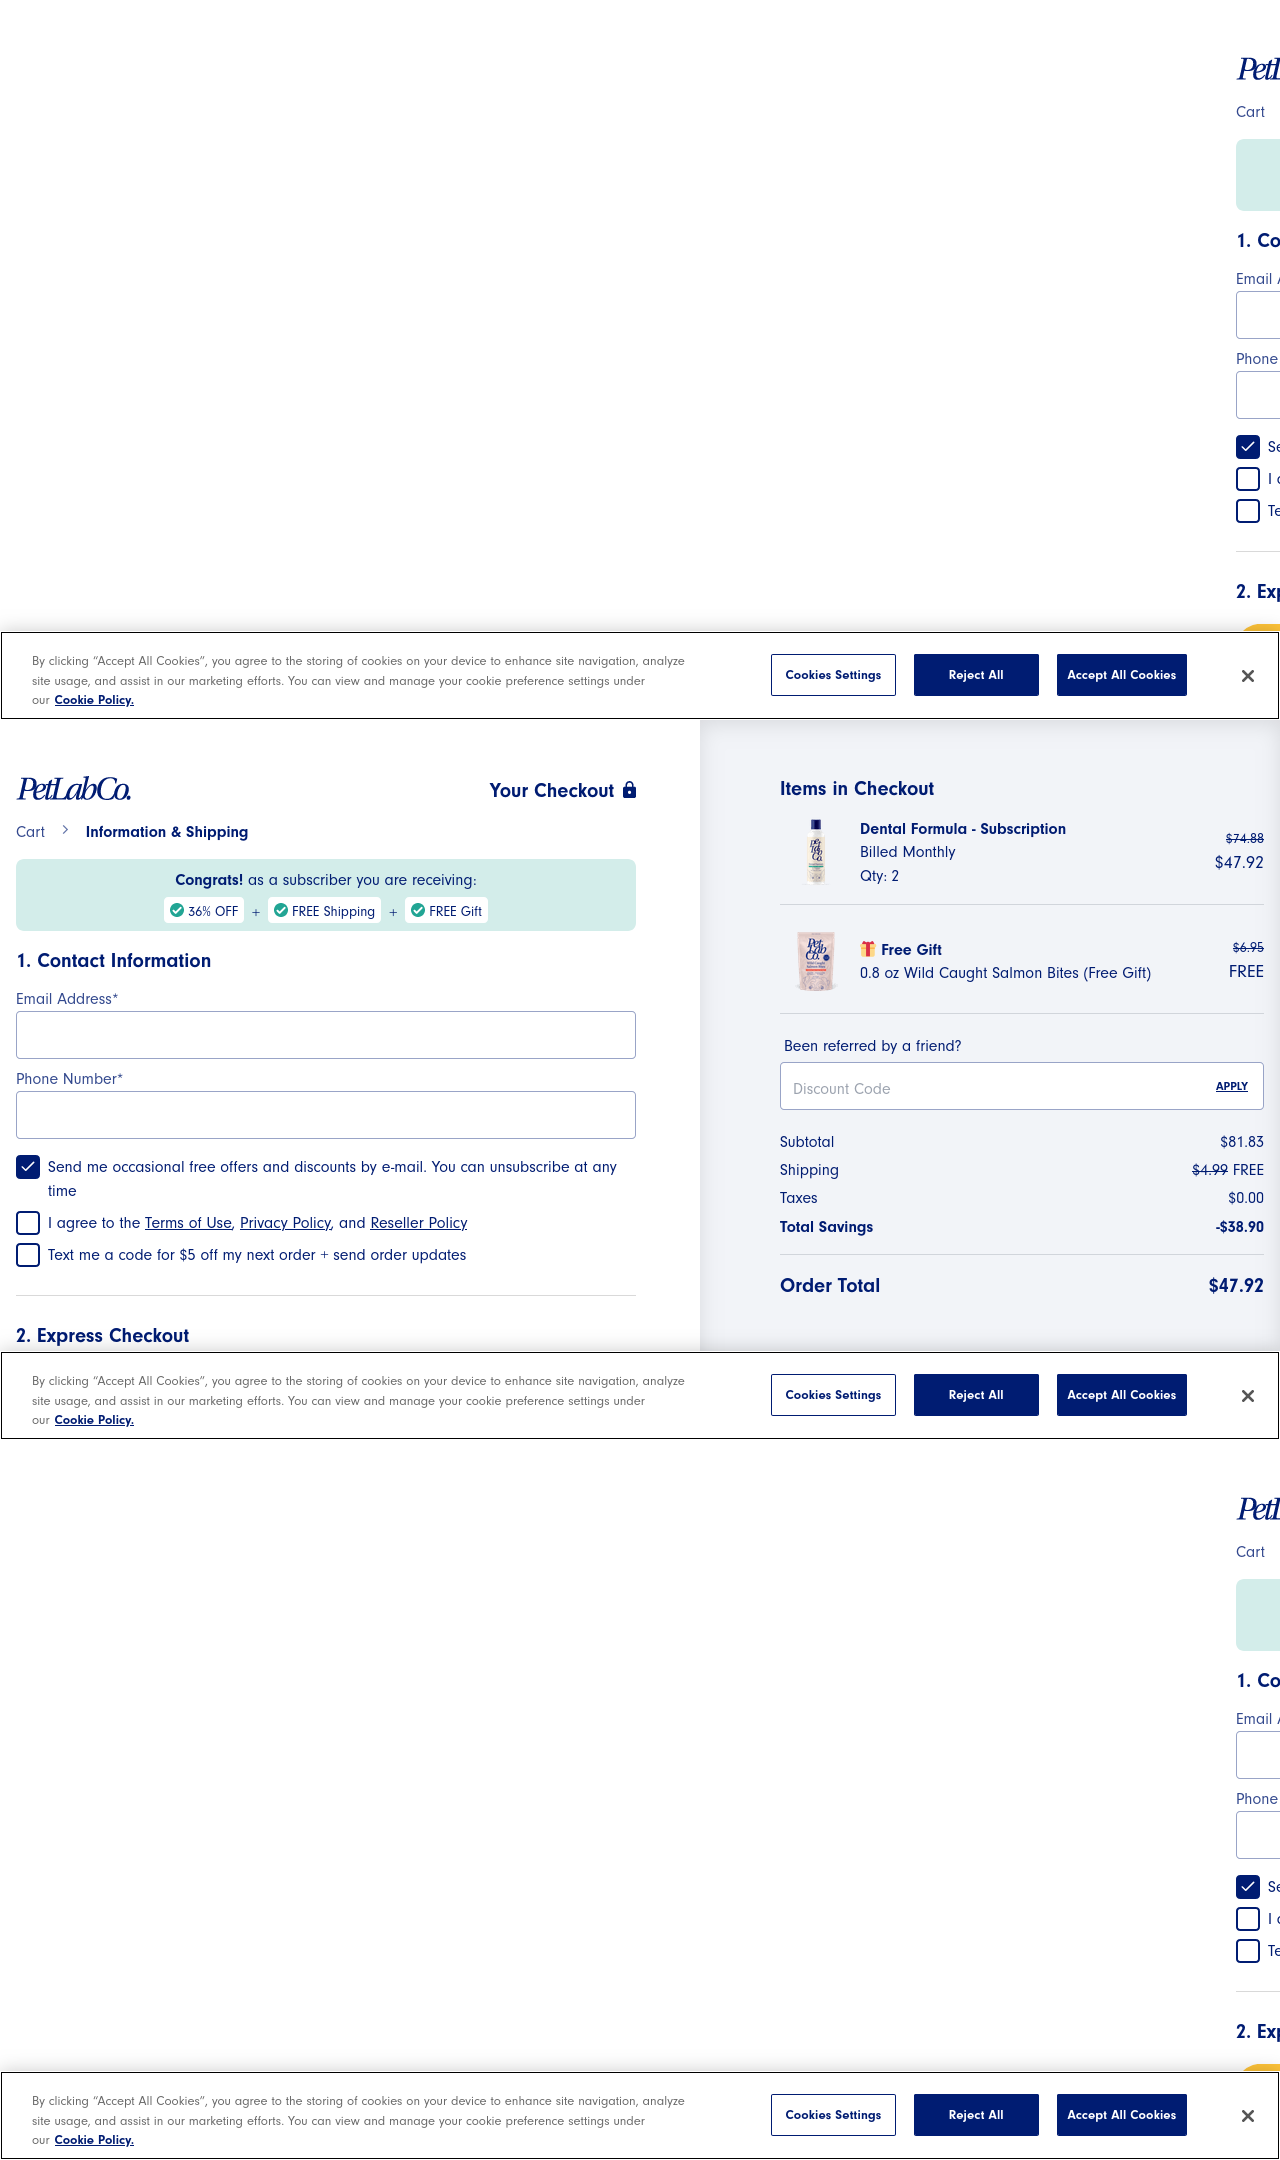 PetL
Cart
1. Co
Email A
Phone
Se
I a
Te
2. Exp
By clicking “Accept All Cookies”, you agree to the storing of cookies on your device to enhance site navigation, analyze
site usage, and assist in our marketing efforts. You can view and manage your cookie preference settings under
our Cookie Policy.
Cookies Settings
Reject All
Accept All Cookies
PetLabCo.
Your Checkout
Cart
Information & Shipping
Congrats! as a subscriber you are receiving:
36% OFF + FREE Shipping + FREE Gift
1. Contact Information
Email Address*
Phone Number*
Send me occasional free offers and discounts by e-mail. You can unsubscribe at any
time
I agree to the Terms of Use, Privacy Policy, and Reseller Policy
Text me a code for $5 off my next order + send order updates
2. Express Checkout
Items in Checkout
Dental Formula - Subscription
$74.88
Billed Monthly
$47.92
Qty: 2
Free Gift
$6.95
0.8 oz Wild Caught Salmon Bites (Free Gift)
FREE
Been referred by a friend?
Discount Code
APPLY
Subtotal $81.83
Shipping $4.99 FREE
Taxes $0.00
Total Savings -$38.90
Order Total $47.92
By clicking “Accept All Cookies”, you agree to the storing of cookies on your device to enhance site navigation, analyze
site usage, and assist in our marketing efforts. You can view and manage your cookie preference settings under
our Cookie Policy.
Cookies Settings
Reject All
Accept All Cookies
PetL
Cart
1. Co
Email A
Phone
Se
I a
Te
2. Exp
By clicking “Accept All Cookies”, you agree to the storing of cookies on your device to enhance site navigation, analyze
site usage, and assist in our marketing efforts. You can view and manage your cookie preference settings under
our Cookie Policy.
Cookies Settings
Reject All
Accept All Cookies